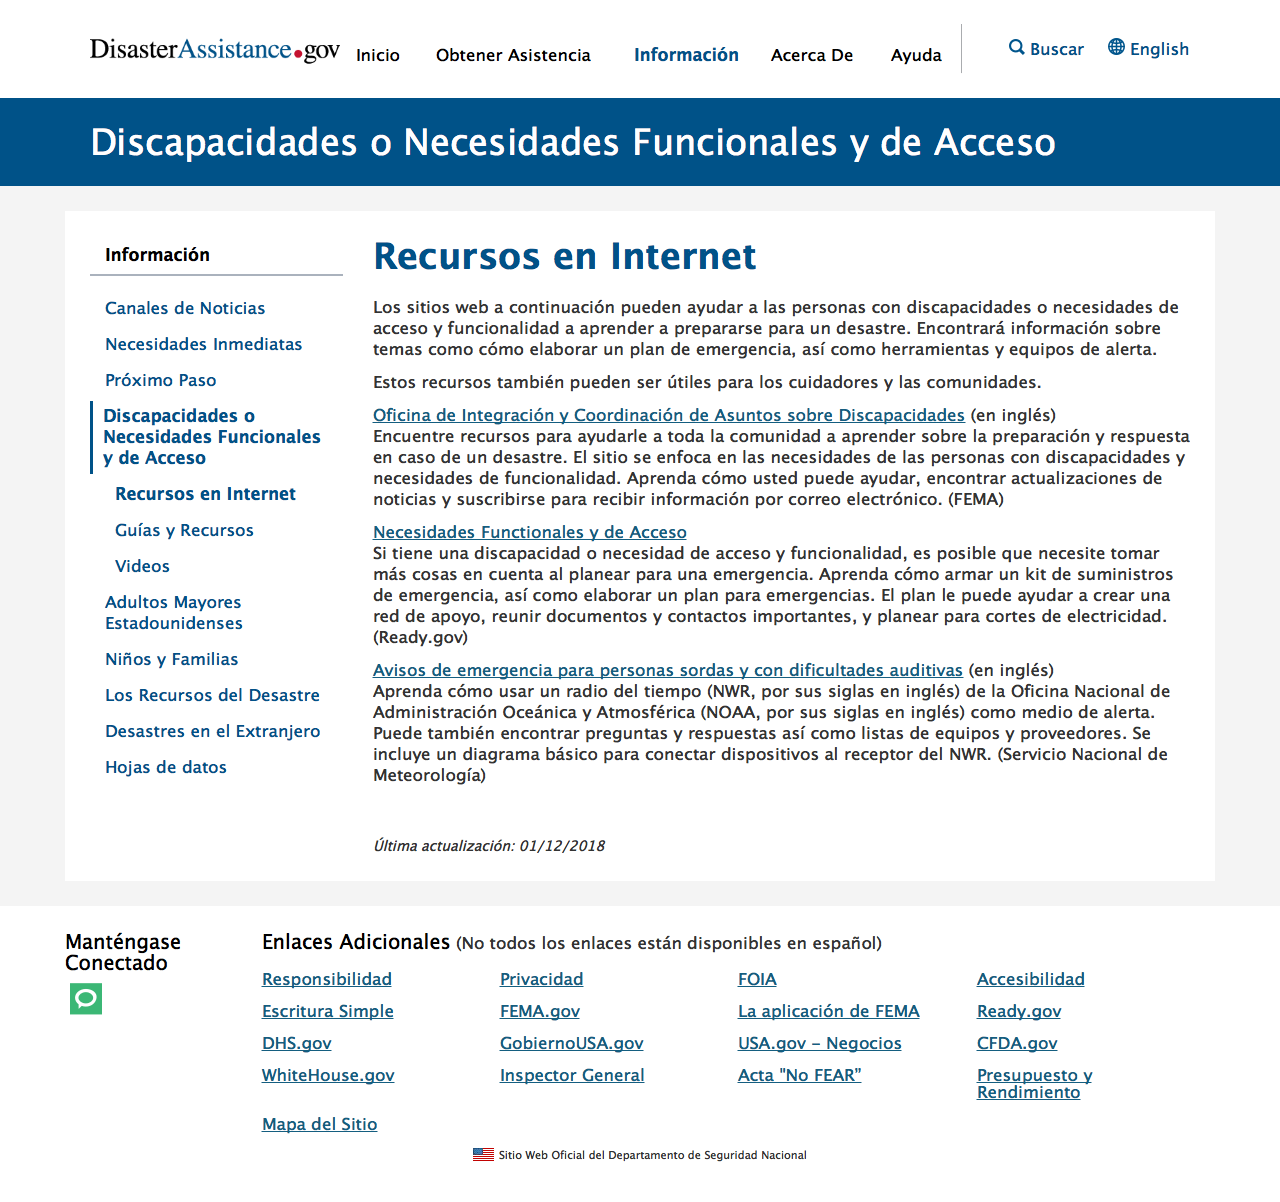 DisasterAssistance.gov
Inicio
Obtener Asistencia
Información
Acerca De
Ayuda
Buscar
English
Discapacidades o Necesidades Funcionales y de Acceso
Información
Canales de Noticias
Necesidades Inmediatas
Próximo Paso
Discapacidades o
Necesidades Funcionales
y de Acceso
Recursos en Internet
Guías y Recursos
Videos
Adultos Mayores
Estadounidenses
Niños y Familias
Los Recursos del Desastre
Desastres en el Extranjero
Hojas de datos
Recursos en Internet
Los sitios web a continuación pueden ayudar a las personas con discapacidades o necesidades de
acceso y funcionalidad a aprender a prepararse para un desastre. Encontrará información sobre
temas como cómo elaborar un plan de emergencia, así como herramientas y equipos de alerta.
Estos recursos también pueden ser útiles para los cuidadores y las comunidades.
Oficina de Integración y Coordinación de Asuntos sobre Discapacidades (en inglés)
Encuentre recursos para ayudarle a toda la comunidad a aprender sobre la preparación y respuesta
en caso de un desastre. El sitio se enfoca en las necesidades de las personas con discapacidades y
necesidades de funcionalidad. Aprenda cómo usted puede ayudar, encontrar actualizaciones de
noticias y suscribirse para recibir información por correo electrónico. (FEMA)
Necesidades Functionales y de Acceso
Si tiene una discapacidad o necesidad de acceso y funcionalidad, es posible que necesite tomar
más cosas en cuenta al planear para una emergencia. Aprenda cómo armar un kit de suministros
de emergencia, así como elaborar un plan para emergencias. El plan le puede ayudar a crear una
red de apoyo, reunir documentos y contactos importantes, y planear para cortes de electricidad.
(Ready.gov)
Avisos de emergencia para personas sordas y con dificultades auditivas (en inglés)
Aprenda cómo usar un radio del tiempo (NWR, por sus siglas en inglés) de la Oficina Nacional de
Administración Oceánica y Atmosférica (NOAA, por sus siglas en inglés) como medio de alerta.
Puede también encontrar preguntas y respuestas así como listas de equipos y proveedores. Se
incluye un diagrama básico para conectar dispositivos al receptor del NWR. (Servicio Nacional de
Meteorología)
Última actualización: 01/12/2018
Manténgase
Conectado
Enlaces Adicionales (No todos los enlaces están disponibles en español)
Responsibilidad
Privacidad
FOIA
Accesibilidad
Escritura Simple
FEMA.gov
La aplicación de FEMA
Ready.gov
DHS.gov
GobiernoUSA.gov
USA.gov – Negocios
CFDA.gov
WhiteHouse.gov
Inspector General
Acta "No FEAR”
Presupuesto y
Rendimiento
Mapa del Sitio
Sitio Web Oficial del Departamento de Seguridad Nacional